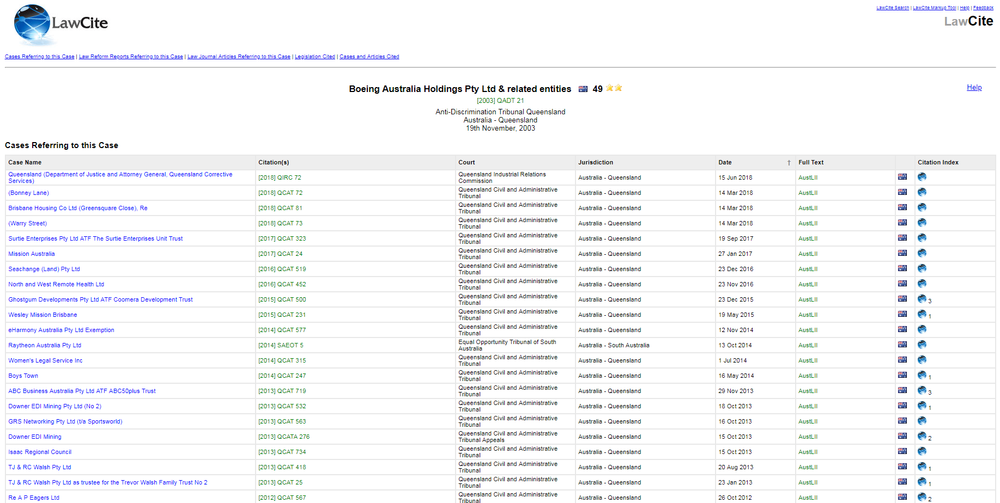 LawCite
LawCite Search | LawCite Markup Tool | Help | Feedback
LawCite
Cases Referring to this Case | Law Reform Reports Referring to this Case | Law Journal Articles Referring to this Case | Legislation Cited | Cases and Articles Cited
Boeing Australia Holdings Pty Ltd & related entities 49
Help
[2003] QADT 21
Anti-Discrimination Tribunal Queensland
Australia - Queensland
19th November, 2003
Cases Referring to this Case
Case Name Citation(s) Court Jurisdiction Date † Full Text Citation Index
Queensland (Department of Justice and Attorney General, Queensland Corrective Services) [2018] QIRC 72 Queensland Industrial Relations Commission Australia - Queensland 15 Jun 2018 AustLII
(Bonney Lane) [2018] QCAT 72 Queensland Civil and Administrative Tribunal Australia - Queensland 14 Mar 2018 AustLII
Brisbane Housing Co Ltd (Greensquare Close), Re [2018] QCAT 81 Queensland Civil and Administrative Tribunal Australia - Queensland 14 Mar 2018 AustLII
(Warry Street) [2018] QCAT 73 Queensland Civil and Administrative Tribunal Australia - Queensland 14 Mar 2018 AustLII
Surtie Enterprises Pty Ltd ATF The Surtie Enterprises Unit Trust [2017] QCAT 323 Queensland Civil and Administrative Tribunal Australia - Queensland 19 Sep 2017 AustLII
Mission Australia [2017] QCAT 24 Queensland Civil and Administrative Tribunal Australia - Queensland 27 Jan 2017 AustLII
Seachange (Land) Pty Ltd [2016] QCAT 519 Queensland Civil and Administrative Tribunal Australia - Queensland 23 Dec 2016 AustLII
North and West Remote Health Ltd [2016] QCAT 452 Queensland Civil and Administrative Tribunal Australia - Queensland 23 Nov 2016 AustLII
Ghostgum Developments Pty Ltd ATF Coomera Development Trust [2015] QCAT 500 Queensland Civil and Administrative Tribunal Australia - Queensland 23 Dec 2015 AustLII 3
Wesley Mission Brisbane [2015] QCAT 231 Queensland Civil and Administrative Tribunal Australia - Queensland 19 May 2015 AustLII 1
eHarmony Australia Pty Ltd Exemption [2014] QCAT 577 Queensland Civil and Administrative Tribunal Australia - Queensland 12 Nov 2014 AustLII
Raytheon Australia Pty Ltd [2014] SAEOT 5 Equal Opportunity Tribunal of South Australia Australia - South Australia 13 Oct 2014 AustLII
Women's Legal Service Inc [2014] QCAT 315 Queensland Civil and Administrative Tribunal Australia - Queensland 1 Jul 2014 AustLII
Boys Town [2014] QCAT 247 Queensland Civil and Administrative Tribunal Australia - Queensland 16 May 2014 AustLII 1
ABC Business Australia Pty Ltd ATF ABC50plus Trust [2013] QCAT 719 Queensland Civil and Administrative Tribunal Australia - Queensland 29 Nov 2013 AustLII 3
Downer EDI Mining Pty Ltd (No 2) [2013] QCAT 532 Queensland Civil and Administrative Tribunal Australia - Queensland 18 Oct 2013 AustLII 1
GRS Networking Pty Ltd (t/a Sportsworld) [2013] QCAT 563 Queensland Civil and Administrative Tribunal Australia - Queensland 16 Oct 2013 AustLII
Downer EDI Mining [2013] QCATA 276 Queensland Civil and Administrative Tribunal Appeals Australia - Queensland 15 Oct 2013 AustLII 2
Isaac Regional Council [2013] QCAT 734 Queensland Civil and Administrative Tribunal Australia - Queensland 15 Oct 2013 AustLII
TJ & RC Walsh Pty Ltd [2013] QCAT 418 Queensland Civil and Administrative Tribunal Australia - Queensland 20 Aug 2013 AustLII 1
TJ & RC Walsh Pty Ltd as trustee for the Trevor Walsh Family Trust No 2 [2013] QCAT 25 Queensland Civil and Administrative Tribunal Australia - Queensland 23 Jan 2013 AustLII 1
Re A P Eagers Ltd [2012] QCAT 567 Queensland Civil and Administrative Tribunal Australia - Queensland 26 Oct 2012 AustLII 2